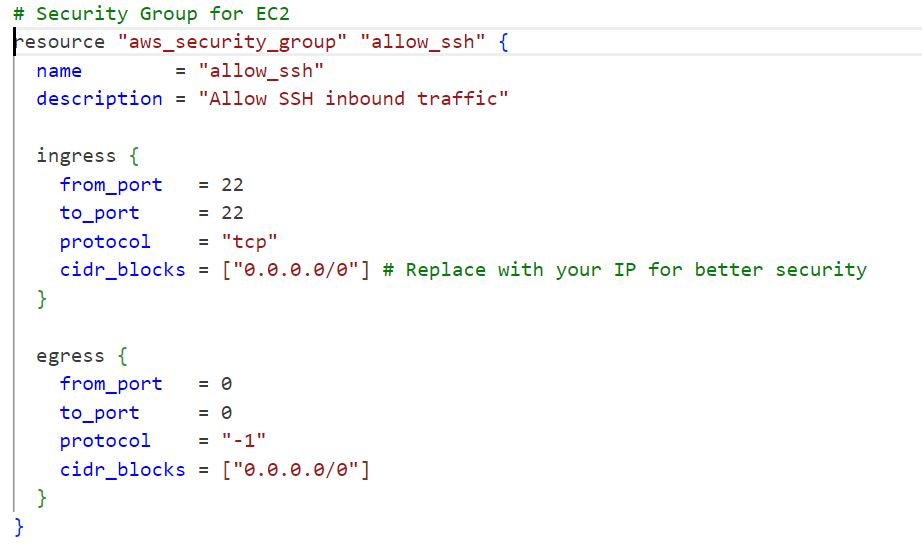 # Security Group for EC2
resource "aws_security_group" "allow_ssh" {
  name        = "allow_ssh"
  description = "Allow SSH inbound traffic"

  ingress {
    from_port   = 22
    to_port     = 22
    protocol    = "tcp"
    cidr_blocks = ["0.0.0.0/0"] # Replace with your IP for better security
  }

  egress {
    from_port   = 0
    to_port     = 0
    protocol    = "-1"
    cidr_blocks = ["0.0.0.0/0"]
  }
}